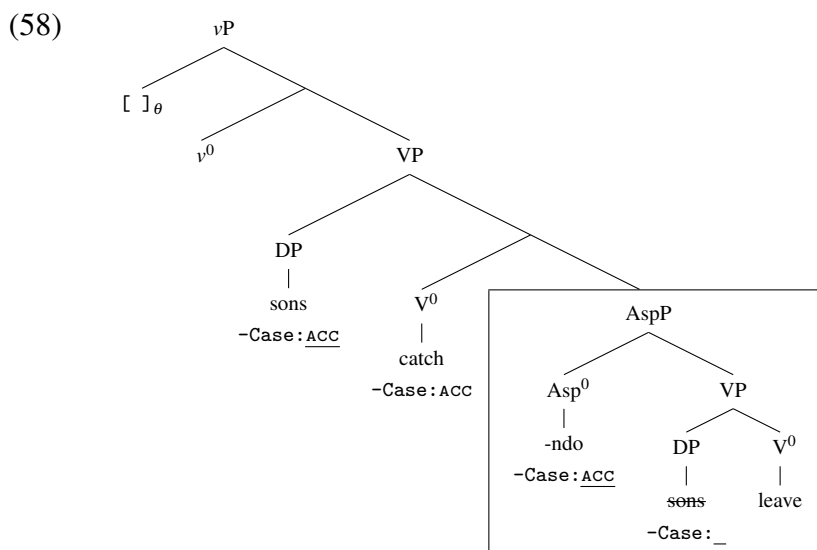 (58)
vP
[ ]θ
v⁰ VP
DP
sons V⁰ AspP
-Case:ACC catch
-Case:ACC Asp⁰ VP
-ndo DP V⁰
-Case:ACC sons leave
-Case:_